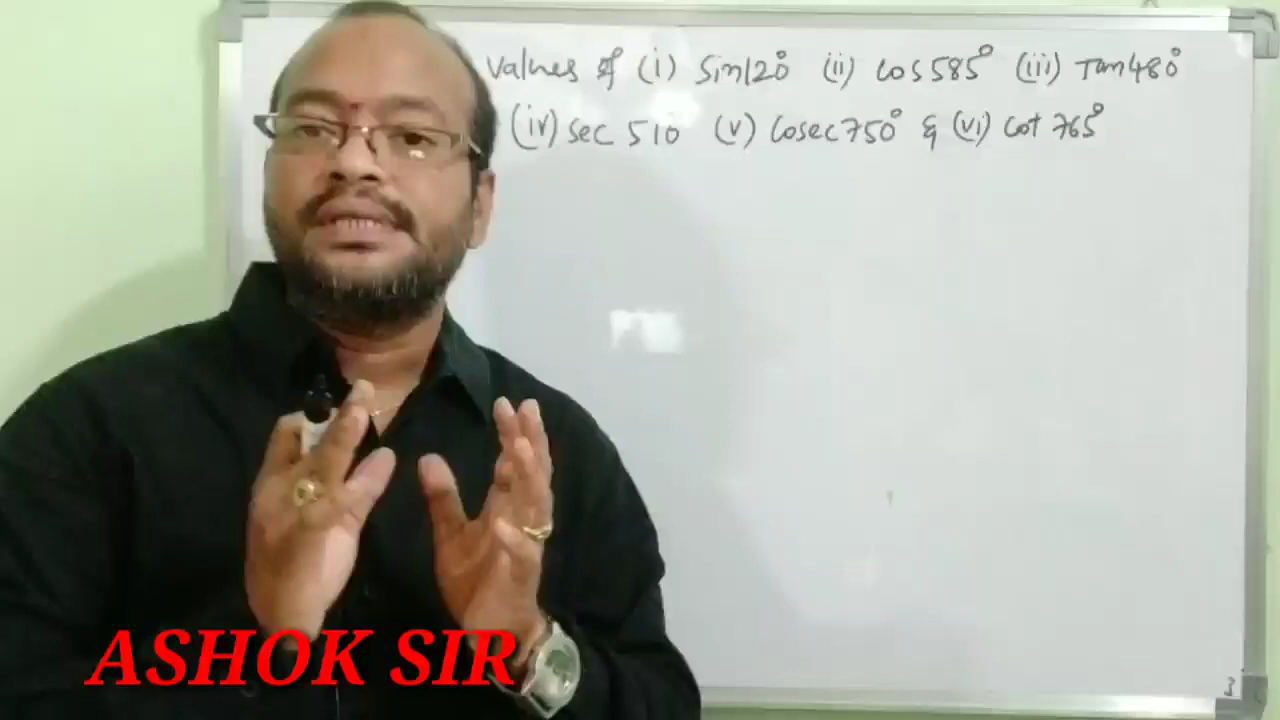 values of (i) Sin120° (ii) Cos585° (iii) Tan480°
(iv) Sec 510° (v) Cosec750° & (vi) Cot 765°
ASHOK SIR